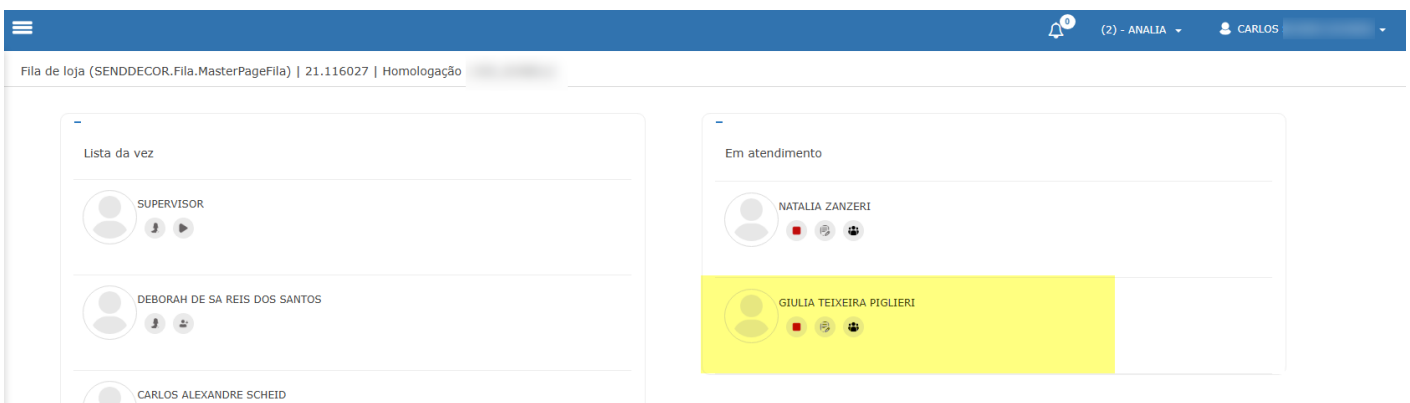 0
(2) - ANALIA
CARLOS
Fila de loja (SENDDECOR.Fila.MasterPageFila) | 21.116027 | Homologação
Lista da vez
SUPERVISOR
DEBORAH DE SA REIS DOS SANTOS
CARLOS ALEXANDRE SCHEID
Em atendimento
NATALIA ZANZERI
GIULIA TEIXEIRA PIGLIERI